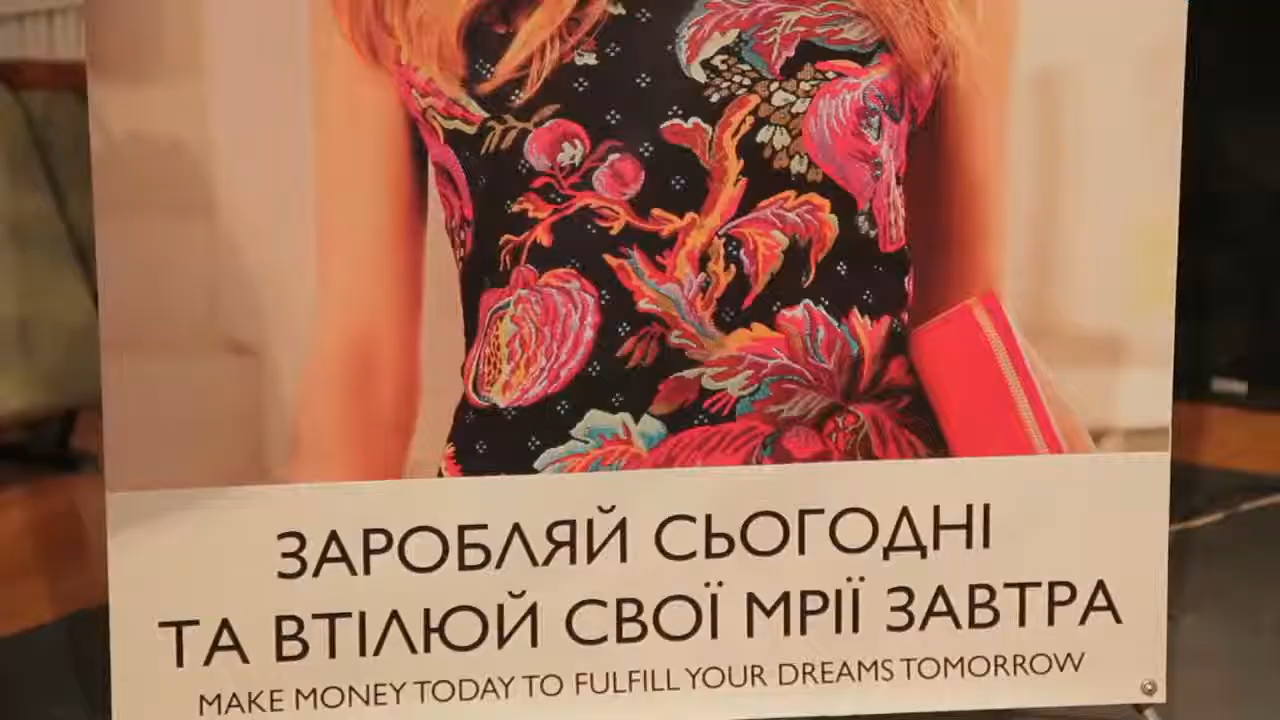 ЗАРОБЛЯЙ СЬОГОДНІ
ТА ВТІЛЮЙ СВОЇ МРІЇ ЗАВТРА
MAKE MONEY TODAY TO FULFILL YOUR DREAMS TOMORROW